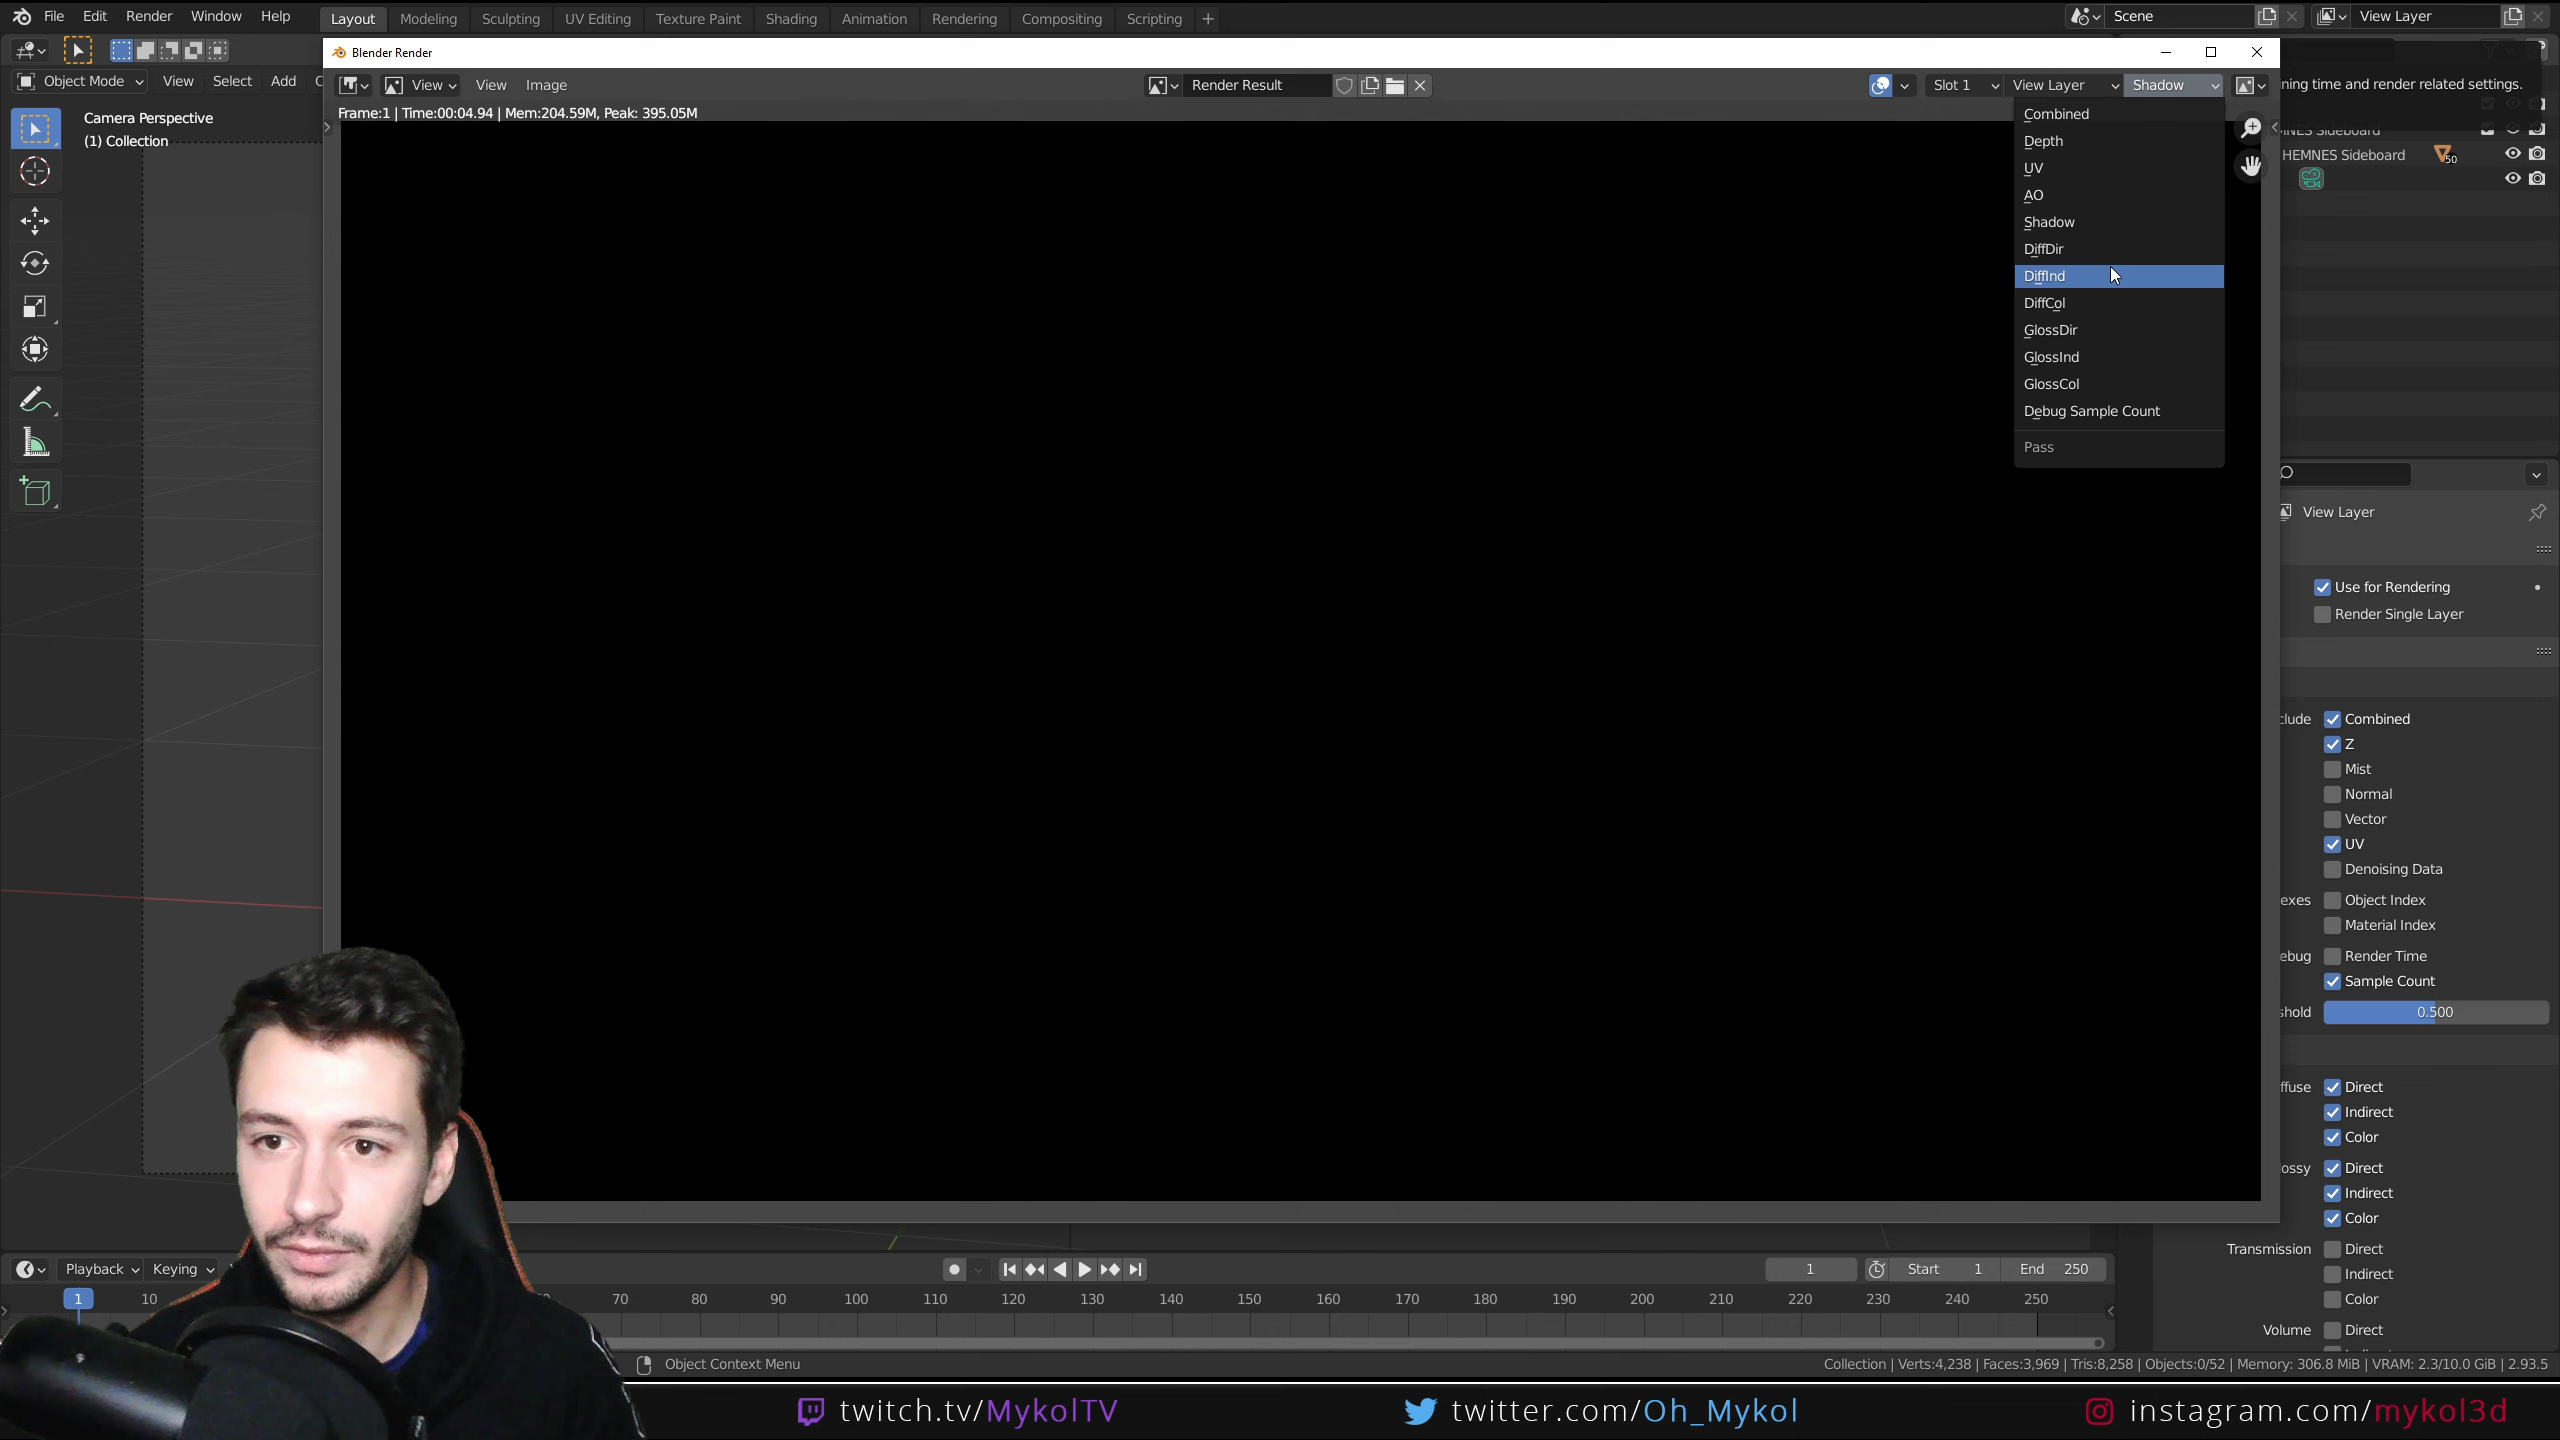 File Edit Render Window Help Layout Modeling Sculpting UV Editing Texture Paint Shading Animation Rendering Compositing Scripting + Scene View Layer
Blender Render
Object Mode View Select Add
View View Image Render Result Slot 1 View Layer Shadow
ning time and render related settings.
Frame:1 | Time:00:04.94 | Mem:204.59M, Peak: 395.05M
Camera Perspective
(1) Collection
Combined
Depth
UV
AO
Shadow
DiffDir
DiffInd
DiffCol
GlossDir
GlossInd
GlossCol
Debug Sample Count
Pass
MNES Sideboard
HEMNES Sideboard 50
View Layer
Use for Rendering
Render Single Layer
clude Combined
Z
Mist
Normal
Vector
UV
Denoising Data
exes Object Index
Material Index
ebug Render Time
Sample Count
shold 0.500
ffuse Direct
Indirect
Color
ossy Direct
Indirect
Color
Transmission Direct
Indirect
Color
Volume Direct
Playback Keying 1 Start 1 End 250
1 10 70 80 90 100 110 120 130 140 150 160 170 180 190 200 210 220 230 240 250
Object Context Menu
Collection | Verts:4,238 | Faces:3,969 | Tris:8,258 | Objects:0/52 | Memory: 306.8 MiB | VRAM: 2.3/10.0 GiB | 2.93.5
twitch.tv/MykolTV twitter.com/Oh_Mykol instagram.com/mykol3d